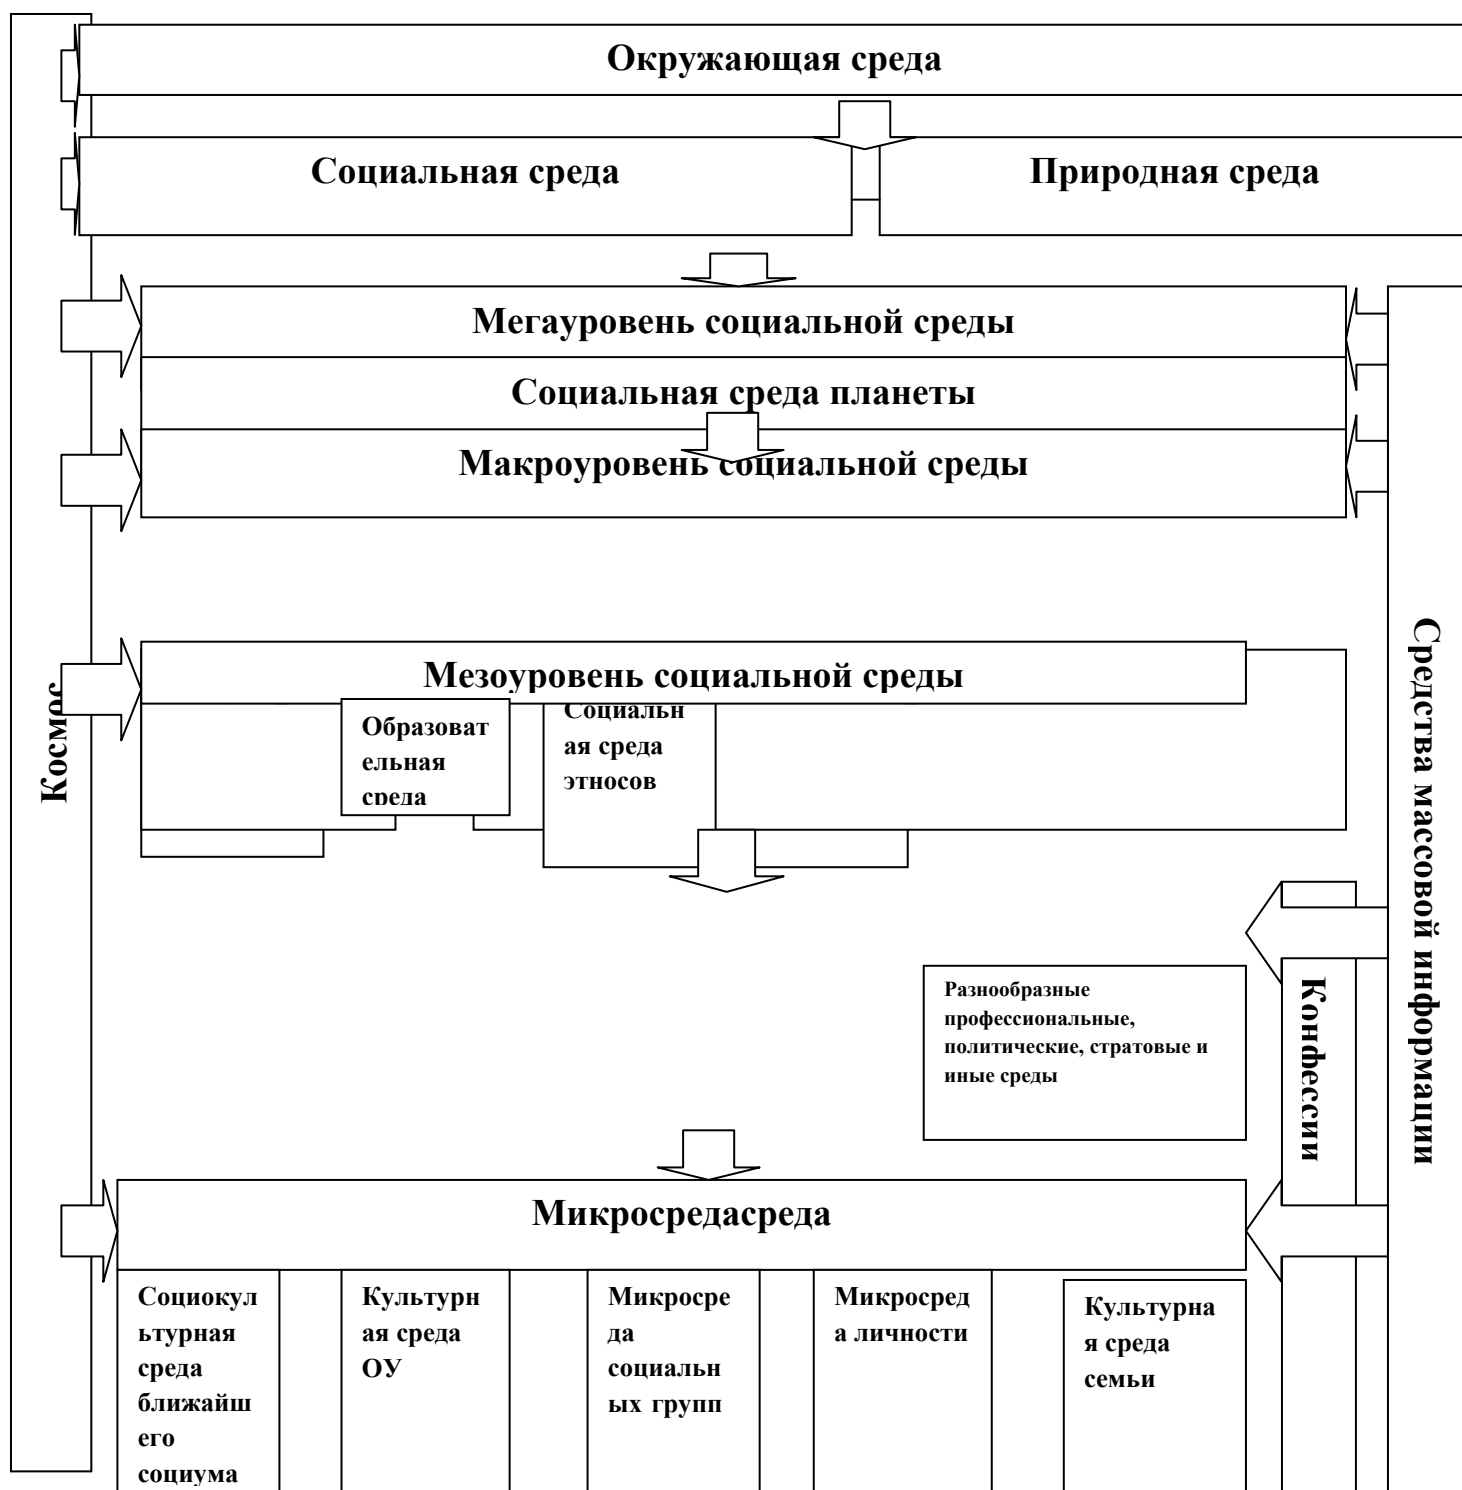 Окружающая среда
Социальная среда
Природная среда
Мегауровень социальной среды
Социальная среда планеты
Макроуровень социальной среды
Мезоуровень социальной среды
Космос
Образоват
ельная
среда
Социальн
ая среда
этносов
Средства массовой информации
Конфессии
Разнообразные
профессиональные,
политические, стратовые и
иные среды
Микросредасреда
Социокул
ьтурная
среда
ближайш
его
социума
Культурн
ая среда
ОУ
Микросре
да
социальн
ых групп
Микросред
а личности
Культурна
я среда
семьи